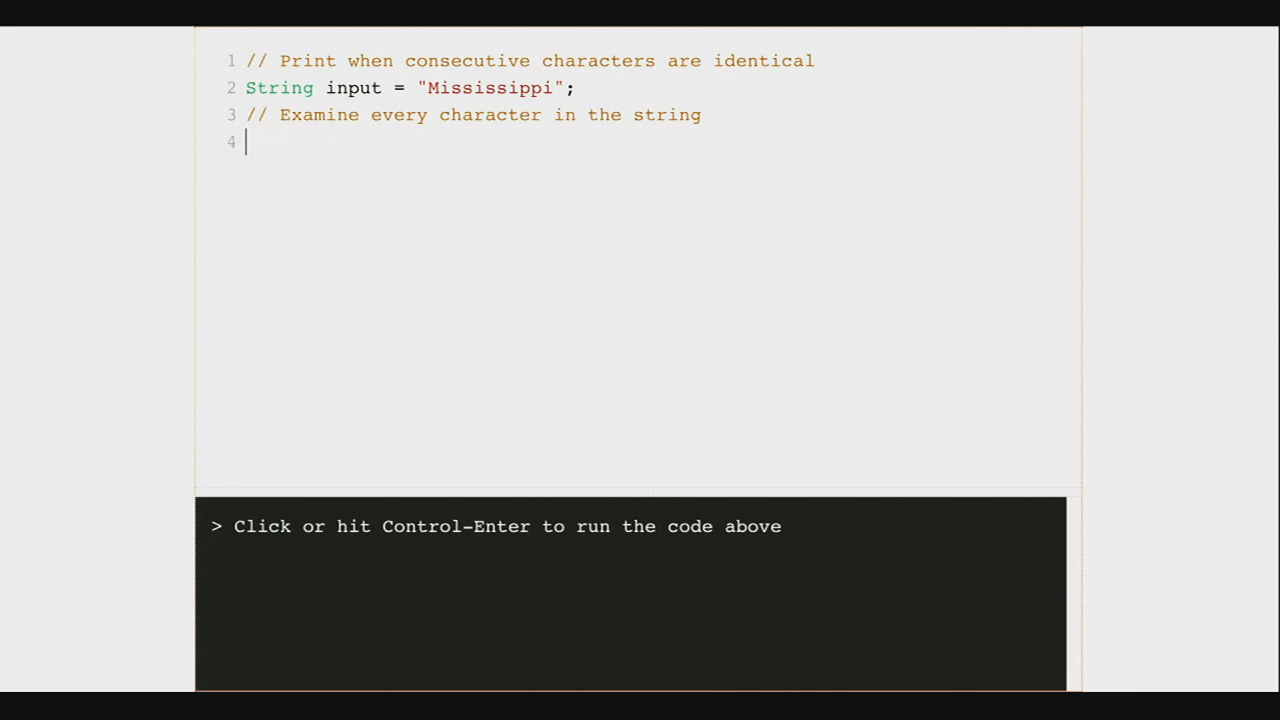 1 // Print when consecutive characters are identical
2 String input = "Mississippi";
3 // Examine every character in the string
4
> Click or hit Control-Enter to run the code above